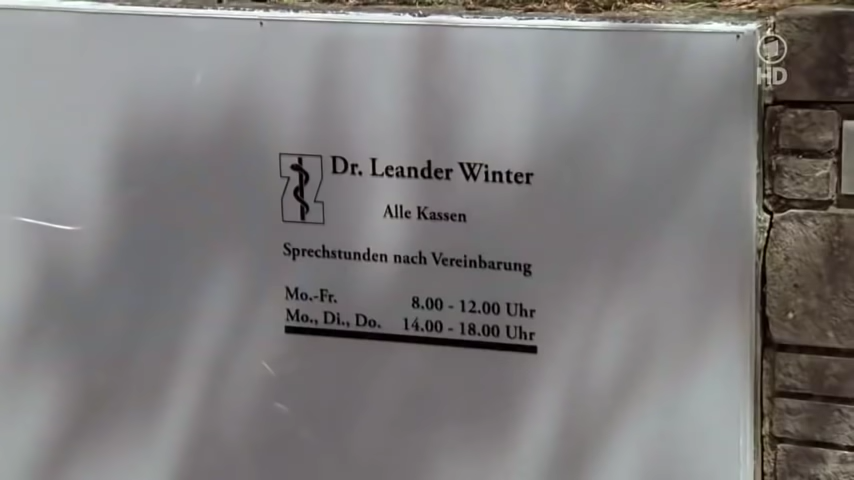 HD
Dr. Leander Winter
Alle Kassen
Sprechstunden nach Vereinbarung
Mo.-Fr. 8.00 - 12.00 Uhr
Mo., Di., Do. 14.00 - 18.00 Uhr